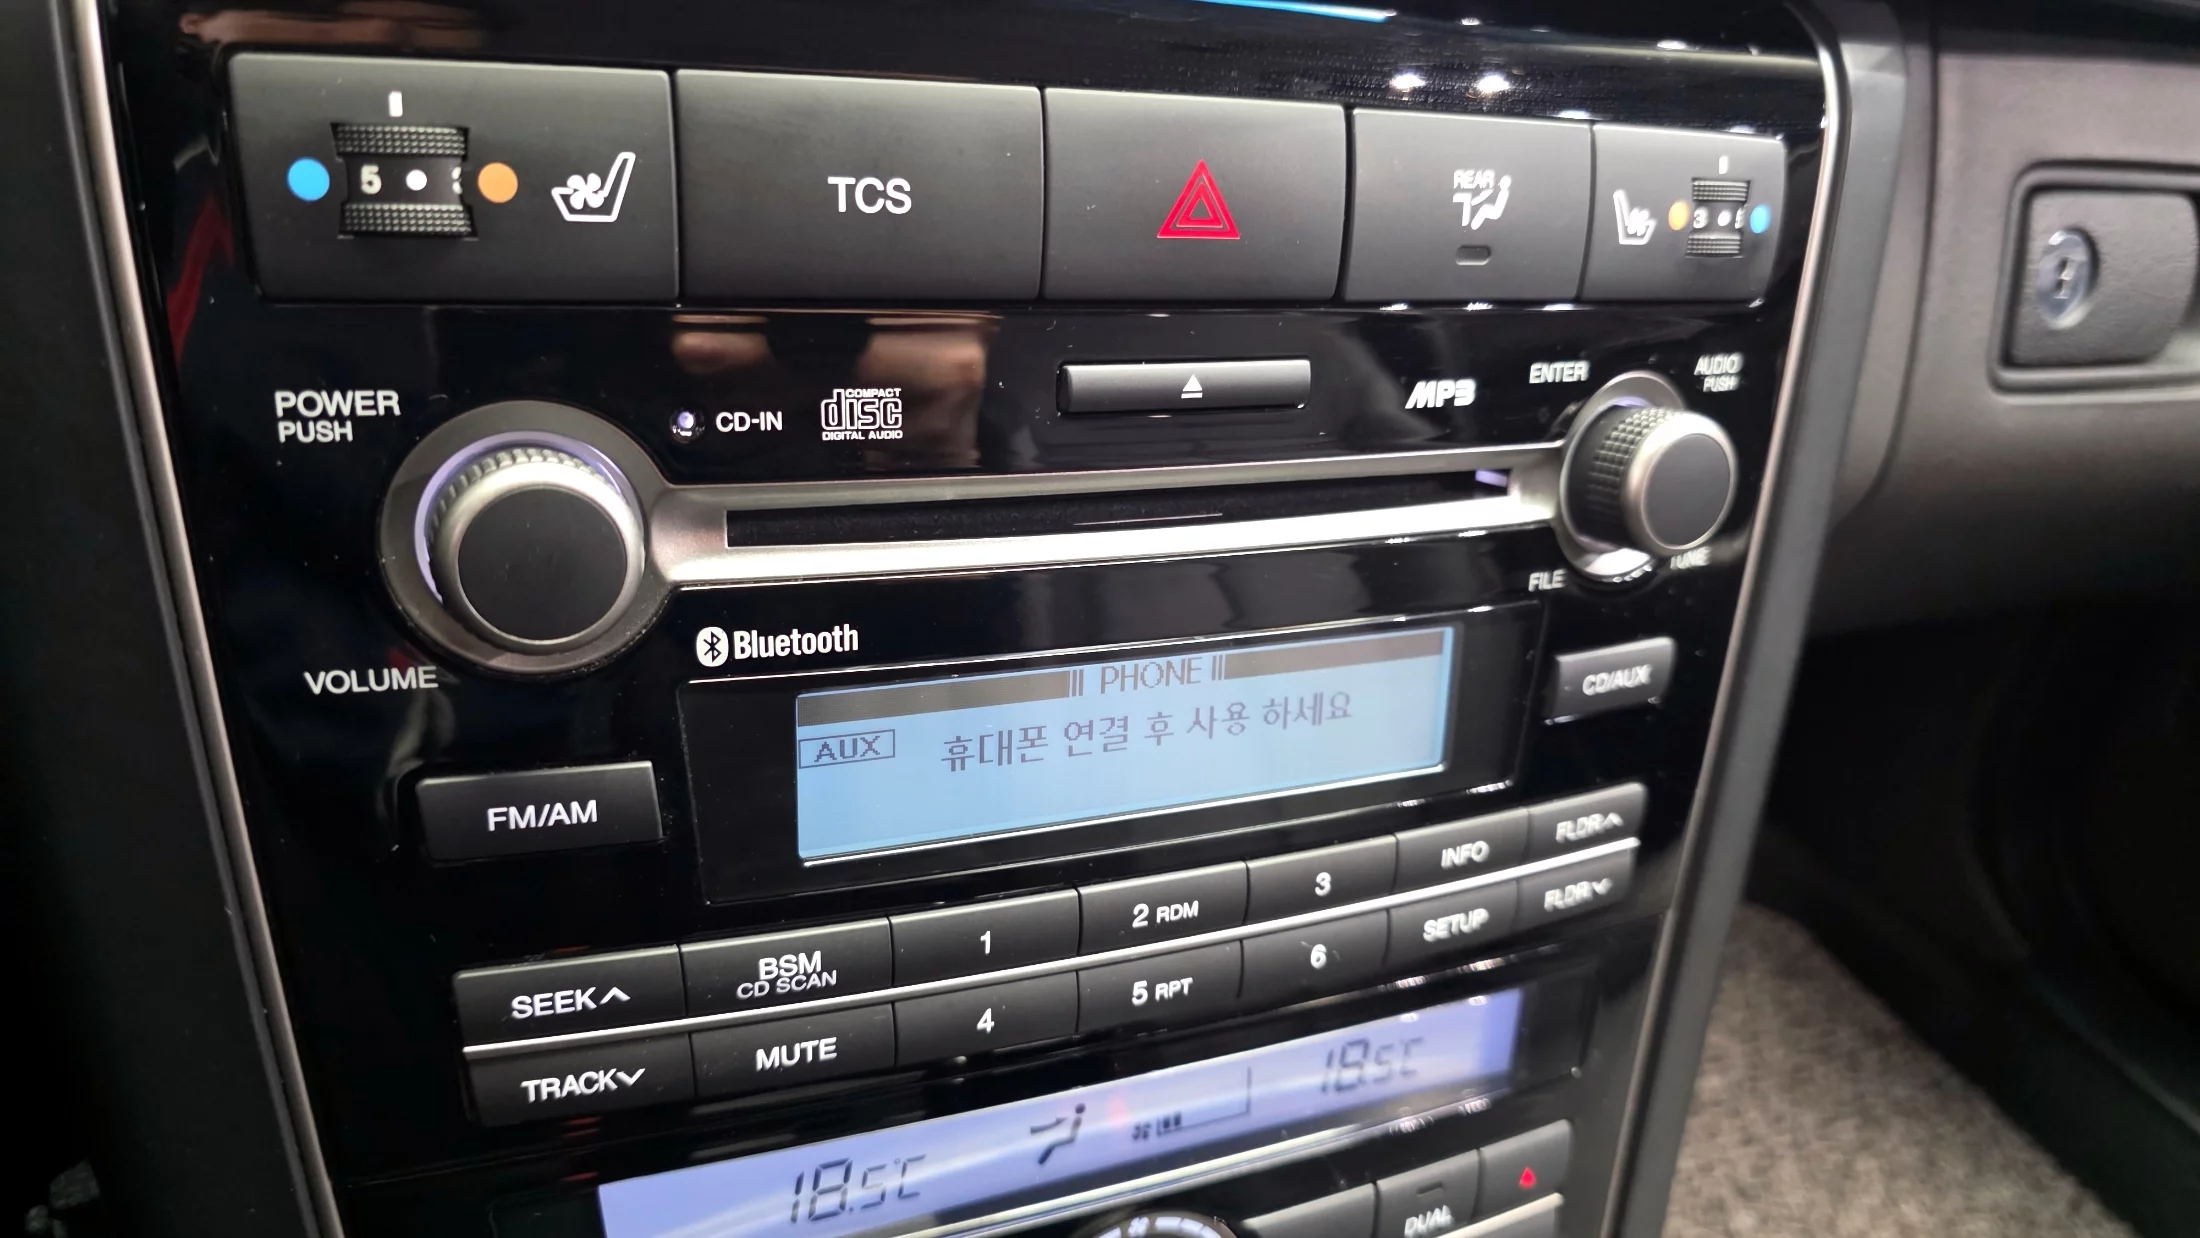 5
TCS
REAR
3
POWER
PUSH
CD-IN
COMPACT
disc
DIGITAL AUDIO
MP3
ENTER
AUDIO
PUSH
VOLUME
FILE
TUNE
Bluetooth
PHONE
AUX 휴대폰 연결 후 사용 하세요
CD/AUX
FM/AM
SEEK∧
BSM
CD SCAN
1
2 RDM
3
INFO
FLDR∧
TRACK∨
MUTE
4
5 RPT
6
SETUP
FLDR∨
18.5℃
18.5℃
DUAL